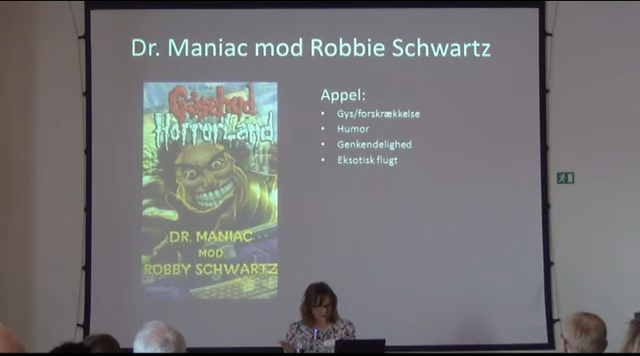 Dr. Maniac mod Robbie Schwartz
Gåsehud
HorrorLand
DR. MANIAC
MOD
ROBBY SCHWARTZ
Appel:
• Gys/forskrækkelse
• Humor
• Genkendelighed
• Eksotisk flugt